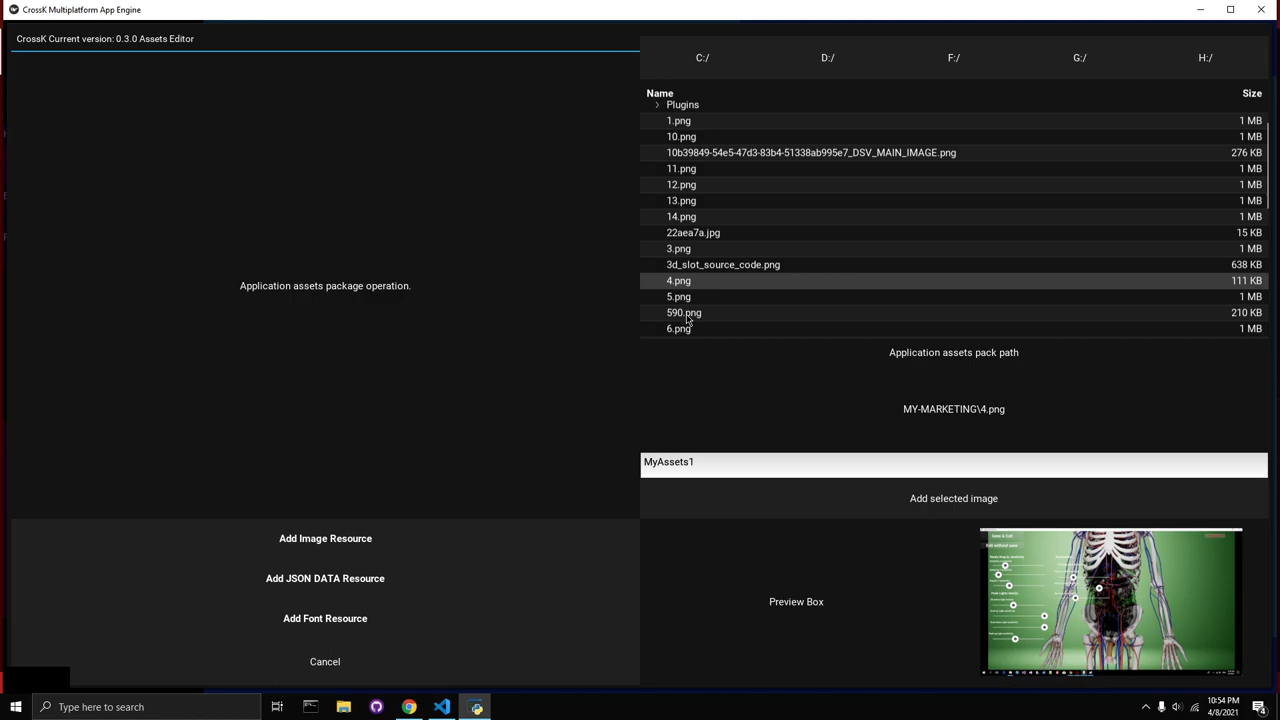 CrossK Multiplatform App Engine
CrossK Current version: 0.3.0 Assets Editor
C:/ D:/ F:/ G:/ H:/
Name Size
Plugins
1.png 1 MB
10.png 1 MB
10b39849-54e5-47d3-83b4-51338ab995e7_DSV_MAIN_IMAGE.png 276 KB
11.png 1 MB
12.png 1 MB
13.png 1 MB
14.png 1 MB
22aea7a.jpg 15 KB
3.png 1 MB
3d_slot_source_code.png 638 KB
4.png 111 KB
5.png 1 MB
590.png 210 KB
6.png 1 MB
Application assets package operation.
Application assets pack path
MY-MARKETING\4.png
MyAssets1
Add selected image
Add Image Resource
Add JSON DATA Resource
Add Font Resource
Cancel
Preview Box
Save & Exit
Exit without save
Type here to search
10:54 PM
4/8/2021
4